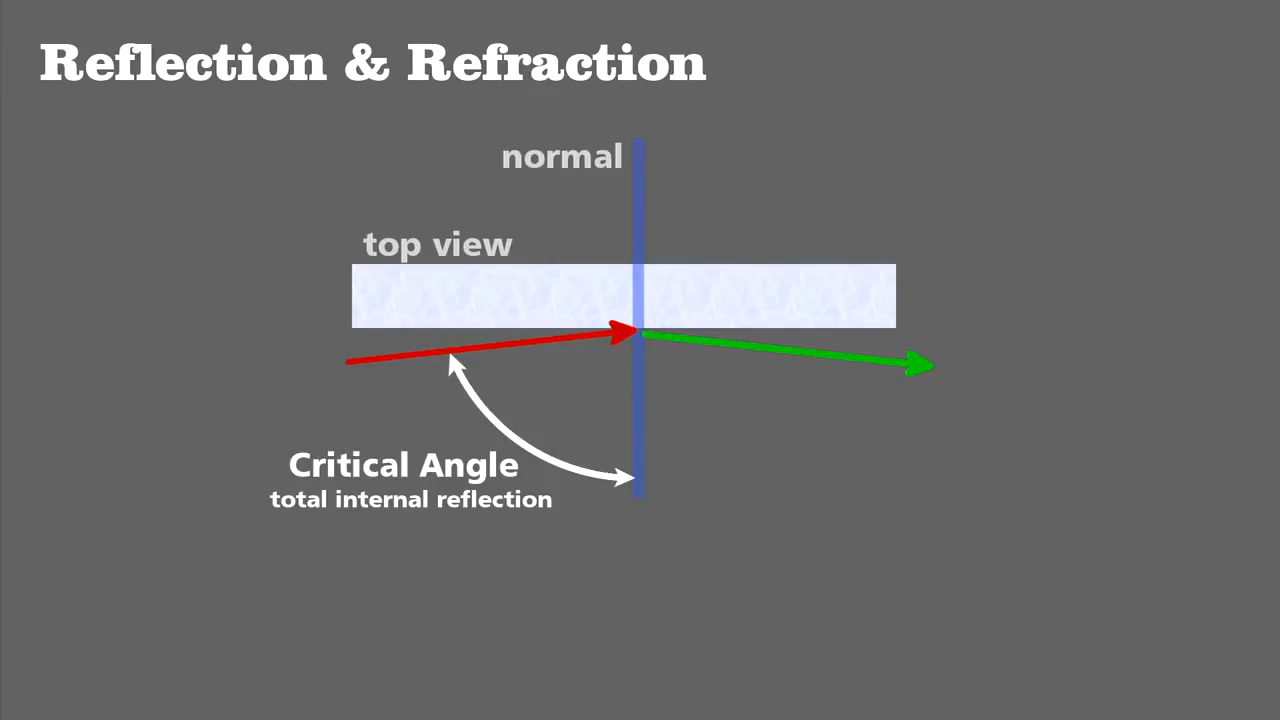 Reflection & Refraction
normal
top view
Critical Angle
total internal reflection